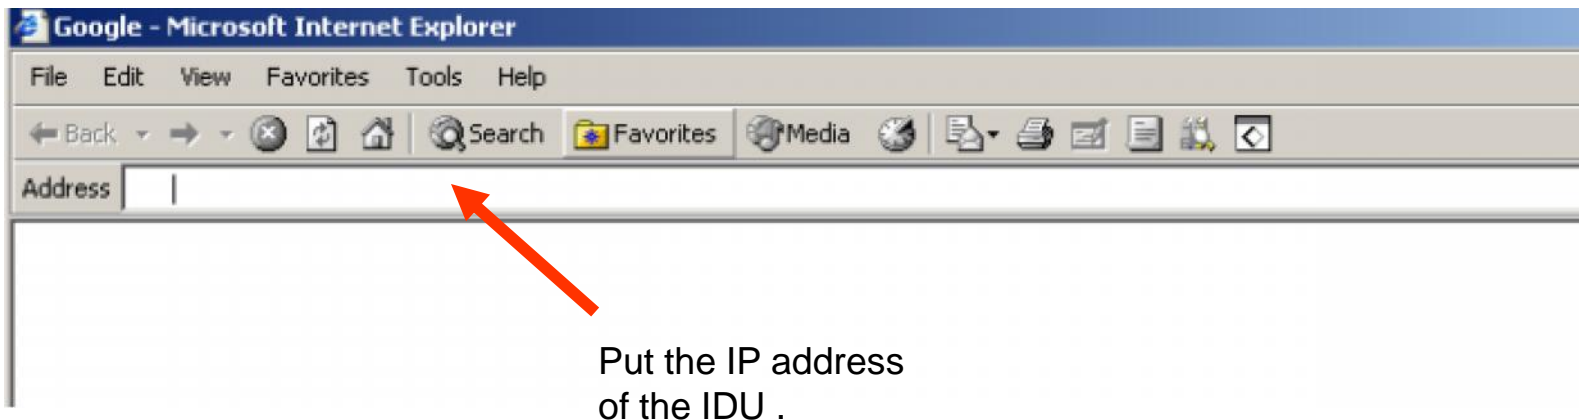 Google - Microsoft Internet Explorer
File Edit View Favorites Tools Help
Back Search Favorites Media
Address
Put the IP address
of the IDU .